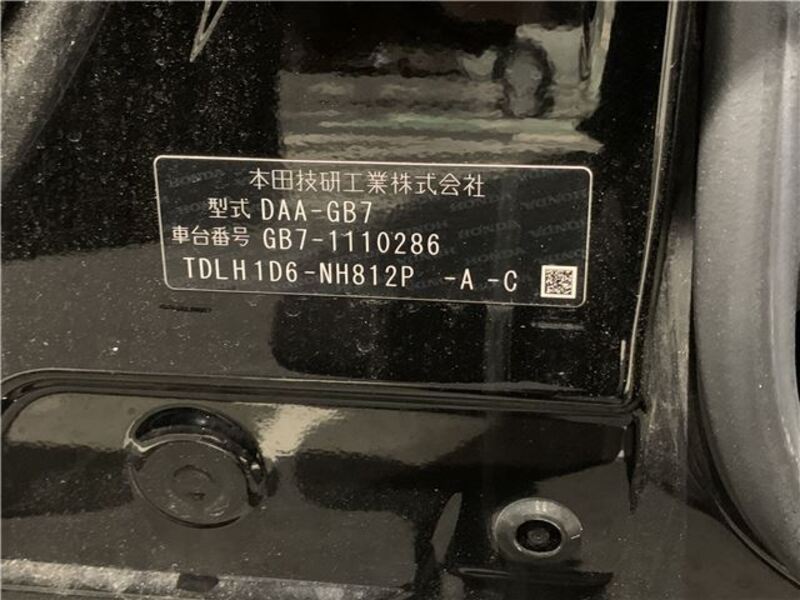 本田技研工業株式会社
型式 DAA-GB7
車台番号 GB7-1110286
TDLH1D6-NH812P -A -C